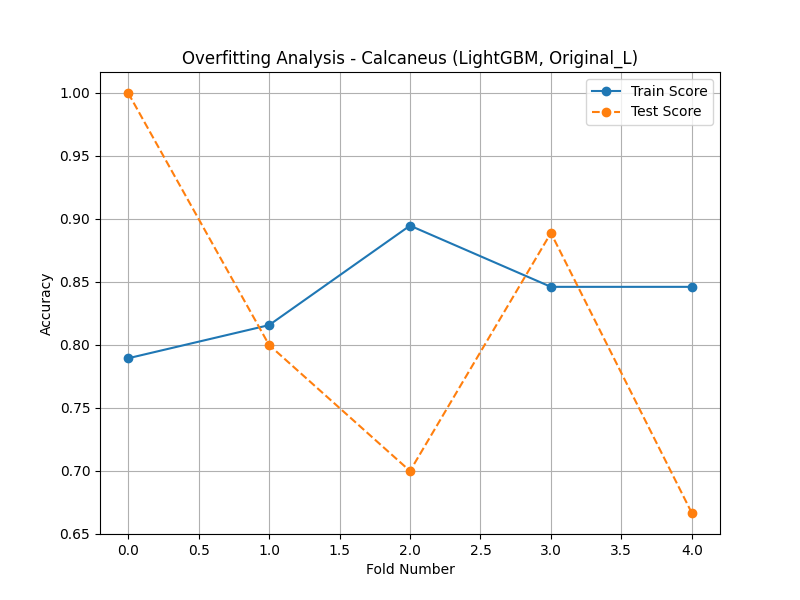 Overfitting Analysis - Calcaneus (LightGBM, Original_L)
Train Score
Test Score
1.00
0.95
0.90
0.85
0.80
0.75
0.70
0.65
Accuracy
0.0 0.5 1.0 1.5 2.0 2.5 3.0 3.5 4.0
Fold Number